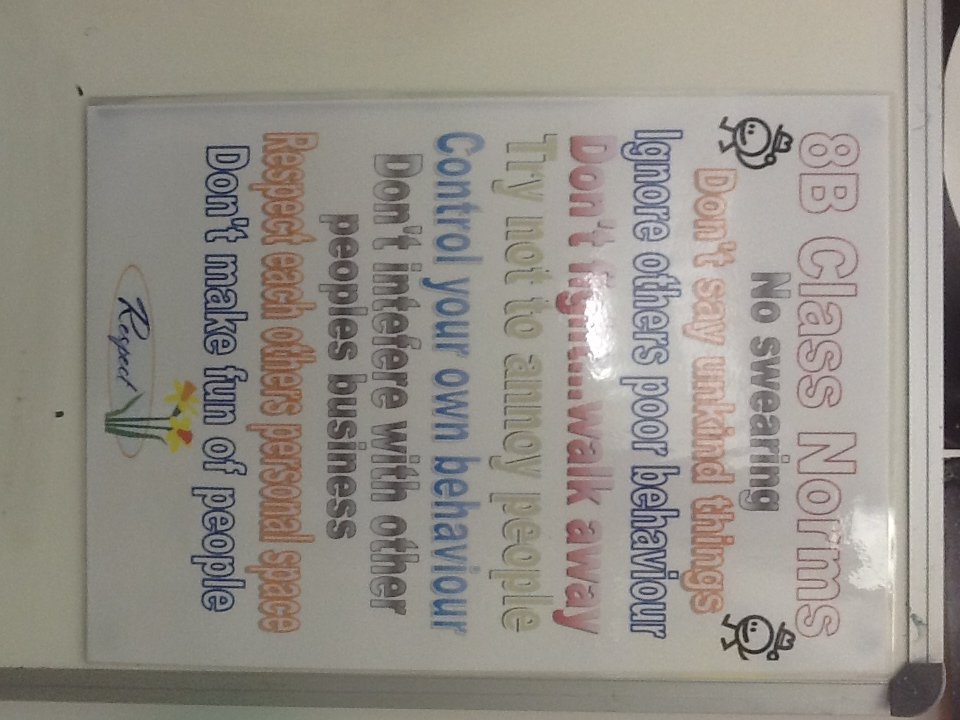 8B Class Norms
No swearing
Don't say unkind things
Ignore others poor behaviour
Don't fight...walk away
Try not to annoy people
Control your own behaviour
Don't intefere with other
peoples business
Respect each others personal space
Don't make fun of people
Respect